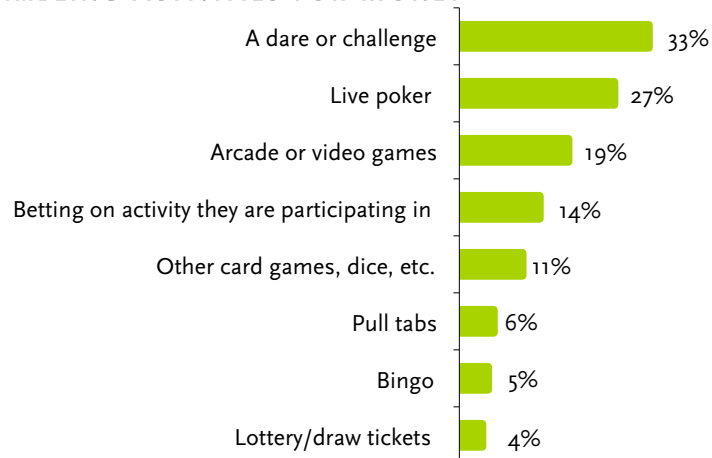 A dare or challenge 33%
Live poker 27%
Arcade or video games 19%
Betting on activity they are participating in 14%
Other card games, dice, etc. 11%
Pull tabs 6%
Bingo 5%
Lottery/draw tickets 4%